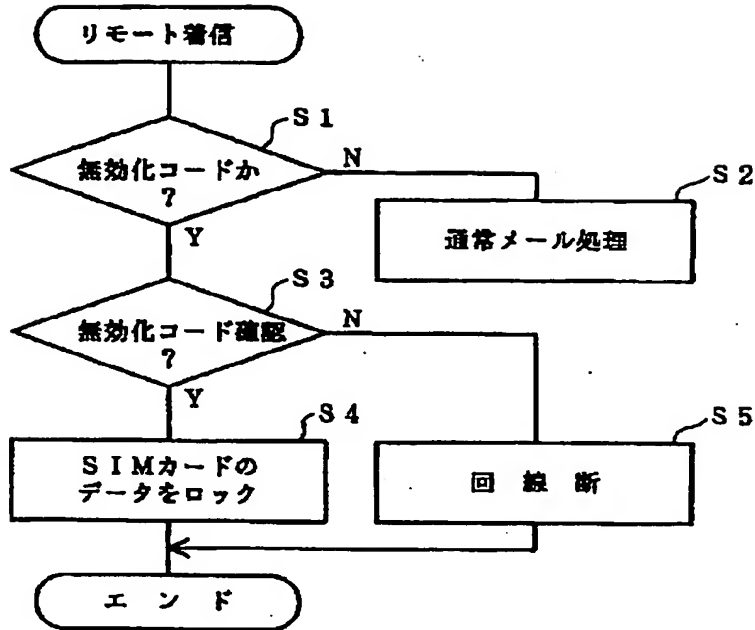 リモート着信
S1
無効化コードか
?
N
Y
S2
通常メール処理
S3
無効化コード確認
?
N
Y
S4
SIMカードの
データをロック
S5
回線断
エンド